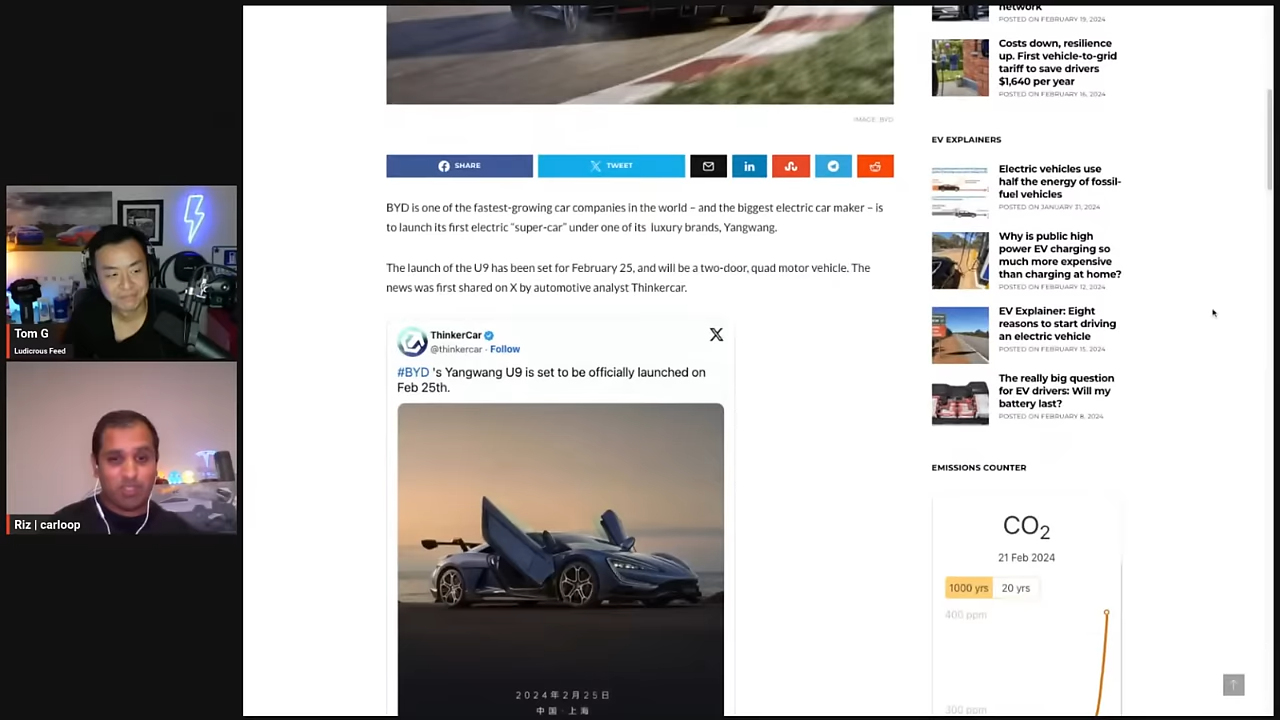 Tom G
Ludicrous Feed
Riz | carloop
IMAGE: BYD
SHARE
TWEET
BYD is one of the fastest-growing car companies in the world – and the biggest electric car maker – is
to launch its first electric “super-car” under one of its luxury brands, Yangwang.
The launch of the U9 has been set for February 25, and will be a two-door, quad motor vehicle. The
news was first shared on X by automotive analyst Thinkercar.
ThinkerCar
@thinkercar · Follow
#BYD 's Yangwang U9 is set to be officially launched on
Feb 25th.
2024年2月25日
中国·上海
network
POSTED ON FEBRUARY 19, 2024
Costs down, resilience
up. First vehicle-to-grid
tariff to save drivers
$1,640 per year
POSTED ON FEBRUARY 16, 2024
EV EXPLAINERS
Electric vehicles use
half the energy of fossil-
fuel vehicles
POSTED ON JANUARY 31, 2024
Why is public high
power EV charging so
much more expensive
than charging at home?
POSTED ON FEBRUARY 12, 2024
EV Explainer: Eight
reasons to start driving
an electric vehicle
POSTED ON FEBRUARY 15, 2024
The really big question
for EV drivers: Will my
battery last?
POSTED ON FEBRUARY 8, 2024
EMISSIONS COUNTER
CO2
21 Feb 2024
1000 yrs
20 yrs
400 ppm
300 ppm